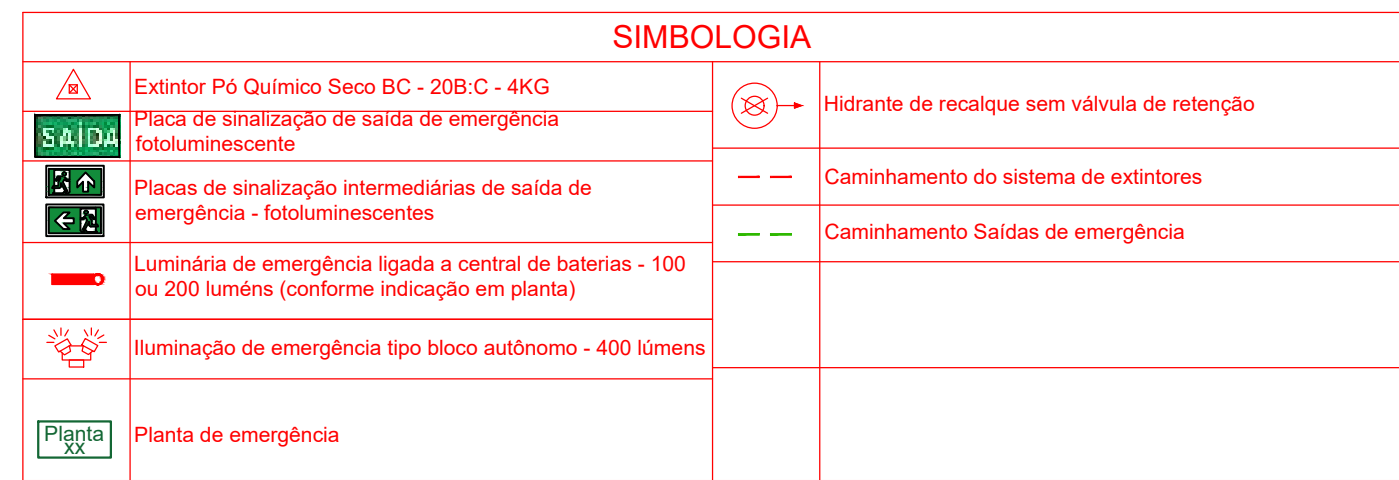 SIMBOLOGIA
Extintor Pó Químico Seco BC - 20B:C - 4KG
SAÍDA
Placa de sinalização de saída de emergência
fotoluminescente
Placas de sinalização intermediárias de saída de
emergência - fotoluminescentes
Luminária de emergência ligada a central de baterias - 100
ou 200 luméns (conforme indicação em planta)
Iluminação de emergência tipo bloco autônomo - 400 lúmens
Planta
xx
Planta de emergência
Hidrante de recalque sem válvula de retenção
Caminhamento do sistema de extintores
Caminhamento Saídas de emergência